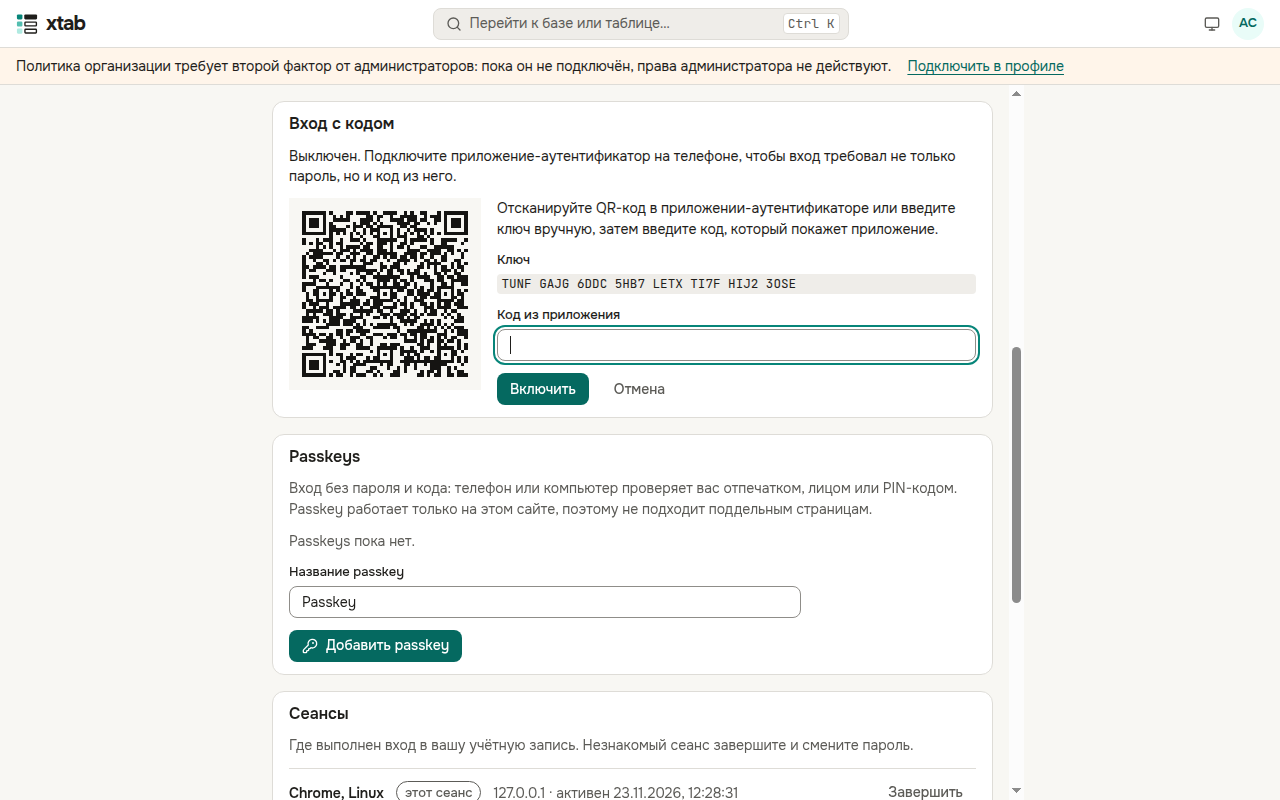 xtab
Перейти к базе или таблице...
Ctrl K
AC
Политика организации требует второй фактор от администраторов: пока он не подключён, права администратора не действуют. Подключить в профиле
Вход с кодом
Выключен. Подключите приложение-аутентификатор на телефоне, чтобы вход требовал не только
пароль, но и код из него.
Отсканируйте QR-код в приложении-аутентификаторе или введите
ключ вручную, затем введите код, который покажет приложение.
Ключ
TUNF GAJG 6DDC 5HB7 LETX TI7F HIJ2 3OSE
Код из приложения
Включить
Отмена
Passkeys
Вход без пароля и кода: телефон или компьютер проверяет вас отпечатком, лицом или PIN-кодом.
Passkey работает только на этом сайте, поэтому не подходит поддельным страницам.
Passkeys пока нет.
Название passkey
Passkey
Добавить passkey
Сеансы
Где выполнен вход в вашу учётную запись. Незнакомый сеанс завершите и смените пароль.
Chrome, Linux этот сеанс 127.0.0.1 · активен 23.11.2026, 12:28:31 Завершить